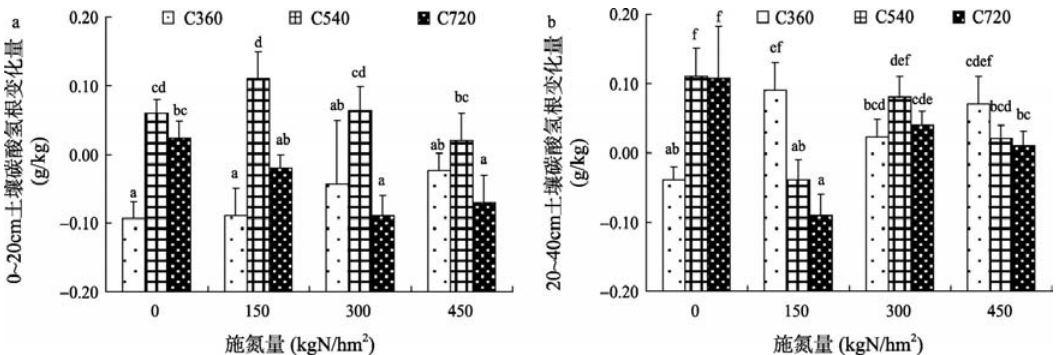 a
0~20cm土壤碳酸氢根变化量
(g/kg)
0.20
0.10
0.00
−0.10
−0.20
C360
C540
C720
a
cd
bc
a
d
ab
ab
cd
a
ab
bc
a
0
150
300
450
施氮量 (kgN/hm²)
b
20~40cm土壤碳酸氢根变化量
(g/kg)
0.20
0.10
0.00
−0.10
−0.20
C360
C540
C720
ab
f
f
ef
ab
a
bcd
def
cde
cdef
bcd
bc
0
150
300
450
施氮量 (kgN/hm²)